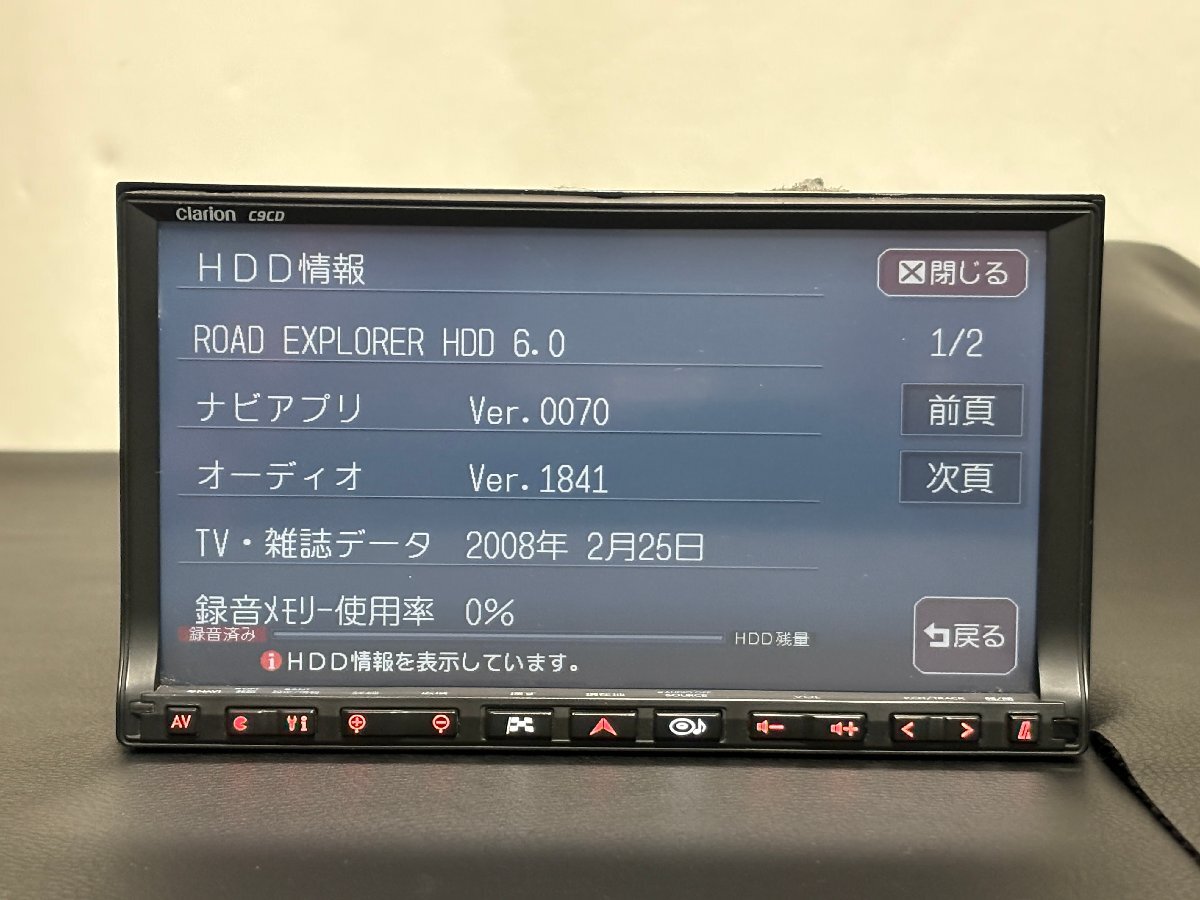 clarion C9CD
HDD情報
閉じる
ROAD EXPLORER HDD 6.0
1/2
ナビアプリ Ver.0070
前頁
オーディオ Ver.1841
次頁
TV・雑誌データ 2008年 2月25日
録音メモリー使用率 0%
録音済み HDD残量
戻る
HDD情報を表示しています。
SOURCE
VOL
AV